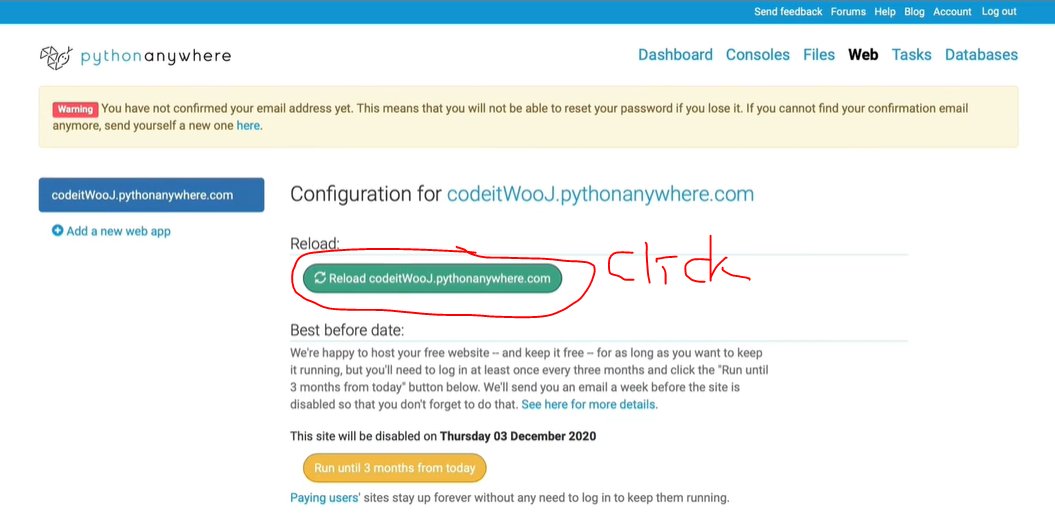 Send feedback Forums Help Blog Account Log out
pythonanywhere
Dashboard Consoles Files Web Tasks Databases
Warning You have not confirmed your email address yet. This means that you will not be able to reset your password if you lose it. If you cannot find your confirmation email
anymore, send yourself a new one here.
codeitWooJ.pythonanywhere.com
Add a new web app
Configuration for codeitWooJ.pythonanywhere.com
Reload:
Reload codeitWooJ.pythonanywhere.com
click
Best before date:
We're happy to host your free website -- and keep it free -- for as long as you want to keep
it running, but you'll need to log in at least once every three months and click the "Run until
3 months from today" button below. We'll send you an email a week before the site is
disabled so that you don't forget to do that. See here for more details.
This site will be disabled on Thursday 03 December 2020
Run until 3 months from today
Paying users' sites stay up forever without any need to log in to keep them running.